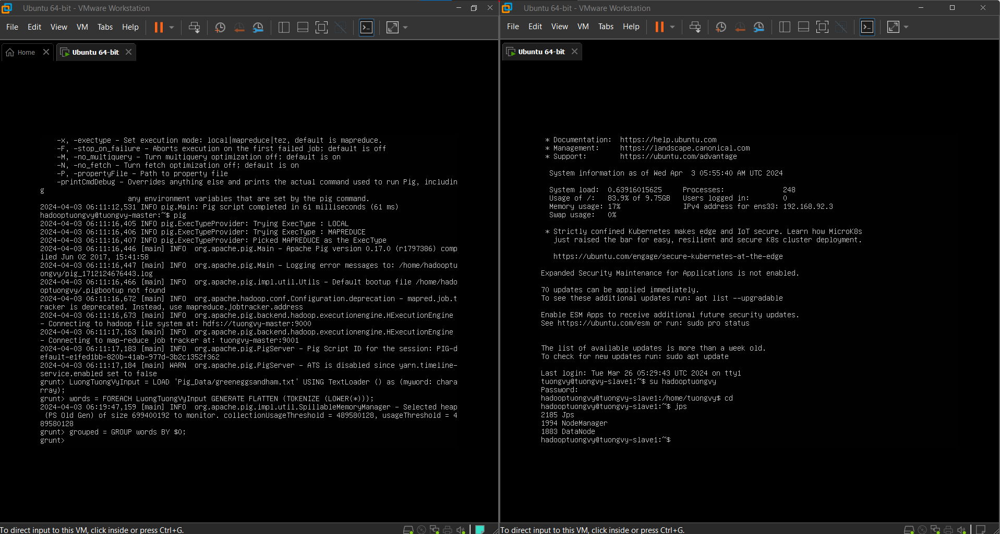 Ubuntu 64-bit - VMware Workstation
File Edit View VM Tabs Help
Home
Ubuntu 64-bit
-x, -exectype - Set execution mode: local|mapreduce|tez, default is mapreduce.
-F, -stop_on_failure - Aborts execution on the first failed job; default is off
-M, -no_multiquery - Turn multiquery optimization off; default is on
-N, -no_fetch - Turn fetch optimization off; default is on
-P, -propertyFile - Path to property file
-printCmdDebug - Overrides anything else and prints the actual command used to run Pig, includin
g
any environment variables that are set by the pig command.
2024-04-03 06:11:12,531 INFO pig.Main: Pig script completed in 61 milliseconds (61 ms)
hadooptuongvy@tuongvy-master:~$ pig
2024-04-03 06:11:16,405 INFO pig.ExecTypeProvider: Trying ExecType : LOCAL
2024-04-03 06:11:16,406 INFO pig.ExecTypeProvider: Trying ExecType : MAPREDUCE
2024-04-03 06:11:16,407 INFO pig.ExecTypeProvider: Picked MAPREDUCE as the ExecType
2024-04-03 06:11:16,446 [main] INFO  org.apache.pig.Main - Apache Pig version 0.17.0 (r1797386) comp
iled Jun 02 2017, 15:41:58
2024-04-03 06:11:16,447 [main] INFO  org.apache.pig.Main - Logging error messages to: /home/hadooptu
ongvy/pig_1712124676443.log
2024-04-03 06:11:16,466 [main] INFO  org.apache.pig.impl.util.Utils - Default bootup file /home/hado
optuongvy/.pigbootup not found
2024-04-03 06:11:16,672 [main] INFO  org.apache.hadoop.conf.Configuration.deprecation - mapred.job.t
racker is deprecated. Instead, use mapreduce.jobtracker.address
2024-04-03 06:11:16,673 [main] INFO  org.apache.pig.backend.hadoop.executionengine.HExecutionEngine
- Connecting to hadoop file system at: hdfs://tuongvy-master:9000
2024-04-03 06:11:17,163 [main] INFO  org.apache.pig.backend.hadoop.executionengine.HExecutionEngine
- Connecting to map-reduce job tracker at: tuongvy-master:9001
2024-04-03 06:11:17,183 [main] INFO  org.apache.pig.PigServer - Pig Script ID for the session: PIG-d
efault-e1fed1bb-820b-41ab-977d-3b2c1352f362
2024-04-03 06:11:17,184 [main] WARN  org.apache.pig.PigServer - ATS is disabled since yarn.timeline-
service.enabled set to false
grunt> LuongTuongVyInput = LOAD 'Pig_Data/greeneggsandham.txt' USING TextLoader () as (myword: chara
rray);
grunt> words = FOREACH LuongTuongVyInput GENERATE FLATTEN (TOKENIZE (LOWER(*)));
2024-04-03 06:19:47,159 [main] INFO  org.apache.pig.impl.util.SpillableMemoryManager - Selected heap
(PS Old Gen) of size 699400192 to monitor. collectionUsageThreshold = 489580128, usageThreshold = 4
89580128
grunt> grouped = GROUP words BY $0;
grunt>
To direct input to this VM, click inside or press Ctrl+G.
Ubuntu 64-bit - VMware Workstation
File Edit View VM Tabs Help
Ubuntu 64-bit
* Documentation:  https://help.ubuntu.com
* Management:     https://landscape.canonical.com
* Support:        https://ubuntu.com/advantage
System information as of Wed Apr  3 05:55:40 AM UTC 2024
System load:  0.63916015625     Processes:              248
Usage of /:   83.9% of 9.75GB   Users logged in:        0
Memory usage: 17%               IPv4 address for ens33: 192.168.92.3
Swap usage:   0%
* Strictly confined Kubernetes makes edge and IoT secure. Learn how MicroK8s
just raised the bar for easy, resilient and secure K8s cluster deployment.
https://ubuntu.com/engage/secure-kubernetes-at-the-edge
Expanded Security Maintenance for Applications is not enabled.
70 updates can be applied immediately.
To see these additional updates run: apt list --upgradable
Enable ESM Apps to receive additional future security updates.
See https://ubuntu.com/esm or run: sudo pro status
The list of available updates is more than a week old.
To check for new updates run: sudo apt update
Last login: Tue Mar 26 05:29:43 UTC 2024 on tty1
tuongvy@tuongvy-slave1:~$ su hadooptuongvy
Password:
hadooptuongvy@tuongvy-slave1:/home/tuongvy$ cd
hadooptuongvy@tuongvy-slave1:~$ jps
2185 Jps
1994 NodeManager
1883 DataNode
hadooptuongvy@tuongvy-slave1:~$
To direct input to this VM, click inside or press Ctrl+G.